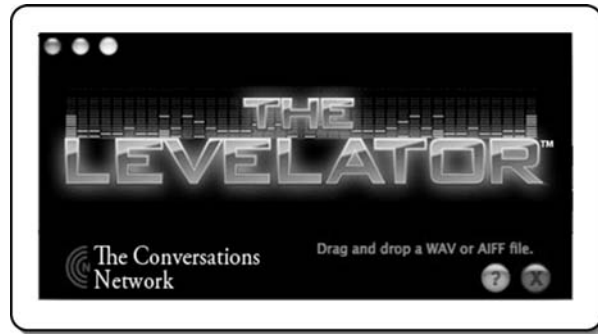 THE
LEVELATOR™
Drag and drop a WAV or AIFF file.
The Conversations
Network
N
? X